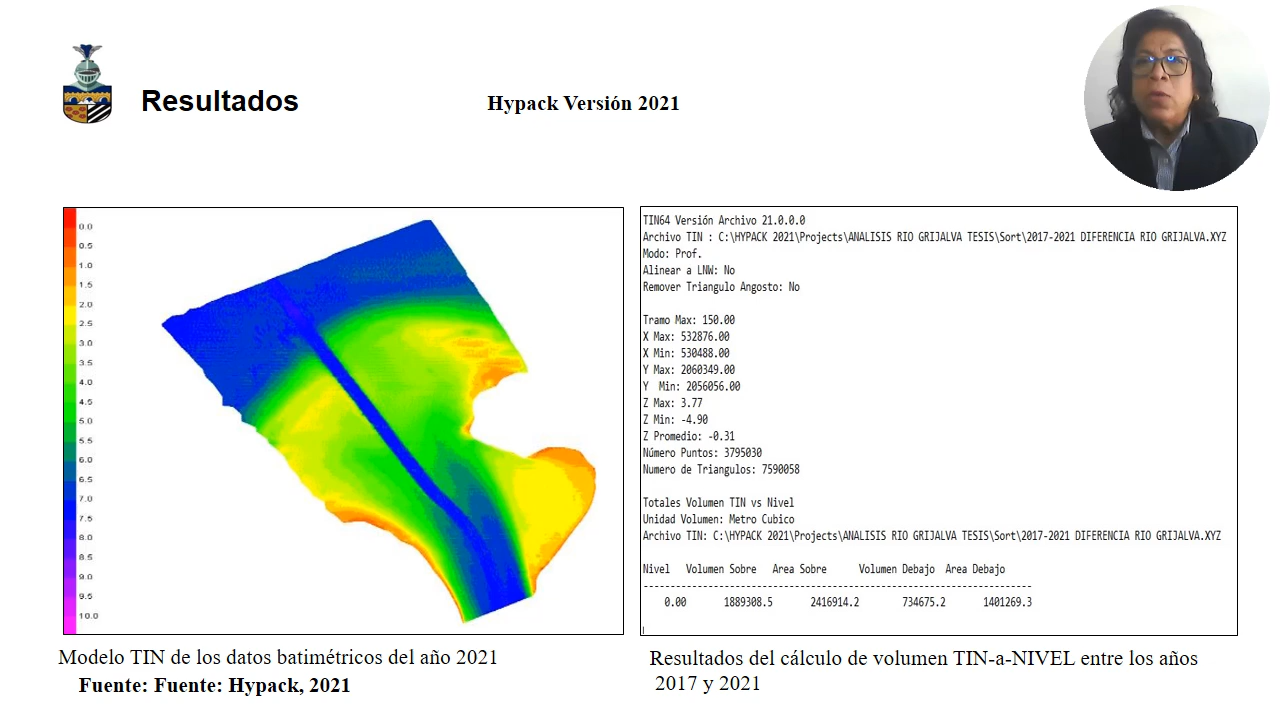 Resultados
Hypack Versión 2021
0.0
0.5
1.0
1.5
2.0
2.5
3.0
3.5
4.0
4.5
5.0
5.5
6.0
6.5
7.0
7.5
8.0
8.5
9.0
9.5
10.0
Modelo TIN de los datos batimétricos del año 2021
Fuente: Fuente: Hypack, 2021
TIN64 Versión Archivo 21.0.0.0
Archivo TIN : C:\HYPACK 2021\Projects\ANALISIS RIO GRIJALVA TESIS\Sort\2017-2021 DIFERENCIA RIO GRIJALVA.XYZ
Modo: Prof.
Alinear a LNW: No
Remover Triangulo Angosto: No
Tramo Max: 150.00
X Max: 532876.00
X Min: 530488.00
Y Max: 2060349.00
Y Min: 2056056.00
Z Max: 3.77
Z Min: -4.90
Z Promedio: -0.31
Número Puntos: 3795030
Numero de Triangulos: 7590058
Totales Volumen TIN vs Nivel
Unidad Volumen: Metro Cubico
Archivo TIN: C:\HYPACK 2021\Projects\ANALISIS RIO GRIJALVA TESIS\Sort\2017-2021 DIFERENCIA RIO GRIJALVA.XYZ
Nivel Volumen Sobre Area Sobre Volumen Debajo Area Debajo
0.00 1889308.5 2416914.2 734675.2 1401269.3
Resultados del cálculo de volumen TIN-a-NIVEL entre los años
2017 y 2021